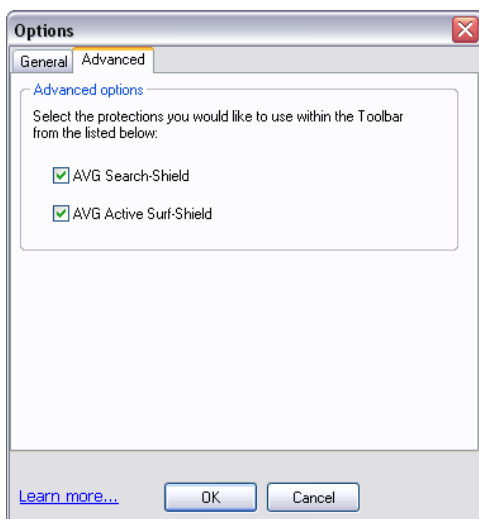 Options
General
Advanced
Advanced options
Select the protections you would like to use within the Toolbar
from the listed below:
AVG Search-Shield
AVG Active Surf-Shield
Learn more...
OK
Cancel